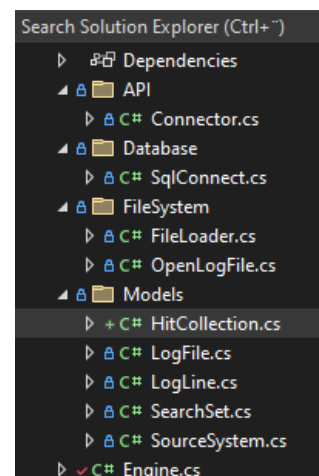 Search Solution Explorer (Ctrl+¨)
Dependencies
API
C# Connector.cs
Database
C# SqlConnect.cs
FileSystem
C# FileLoader.cs
C# OpenLogFile.cs
Models
+ C# HitCollection.cs
C# LogFile.cs
C# LogLine.cs
C# SearchSet.cs
C# SourceSystem.cs
C# Engine.cs